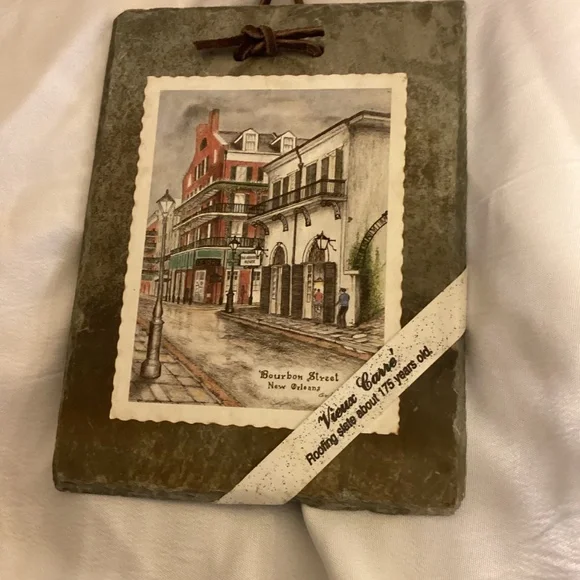 Bourbon Street
New Orleans
Vieux Carré
Roofing slate about 175 years old.